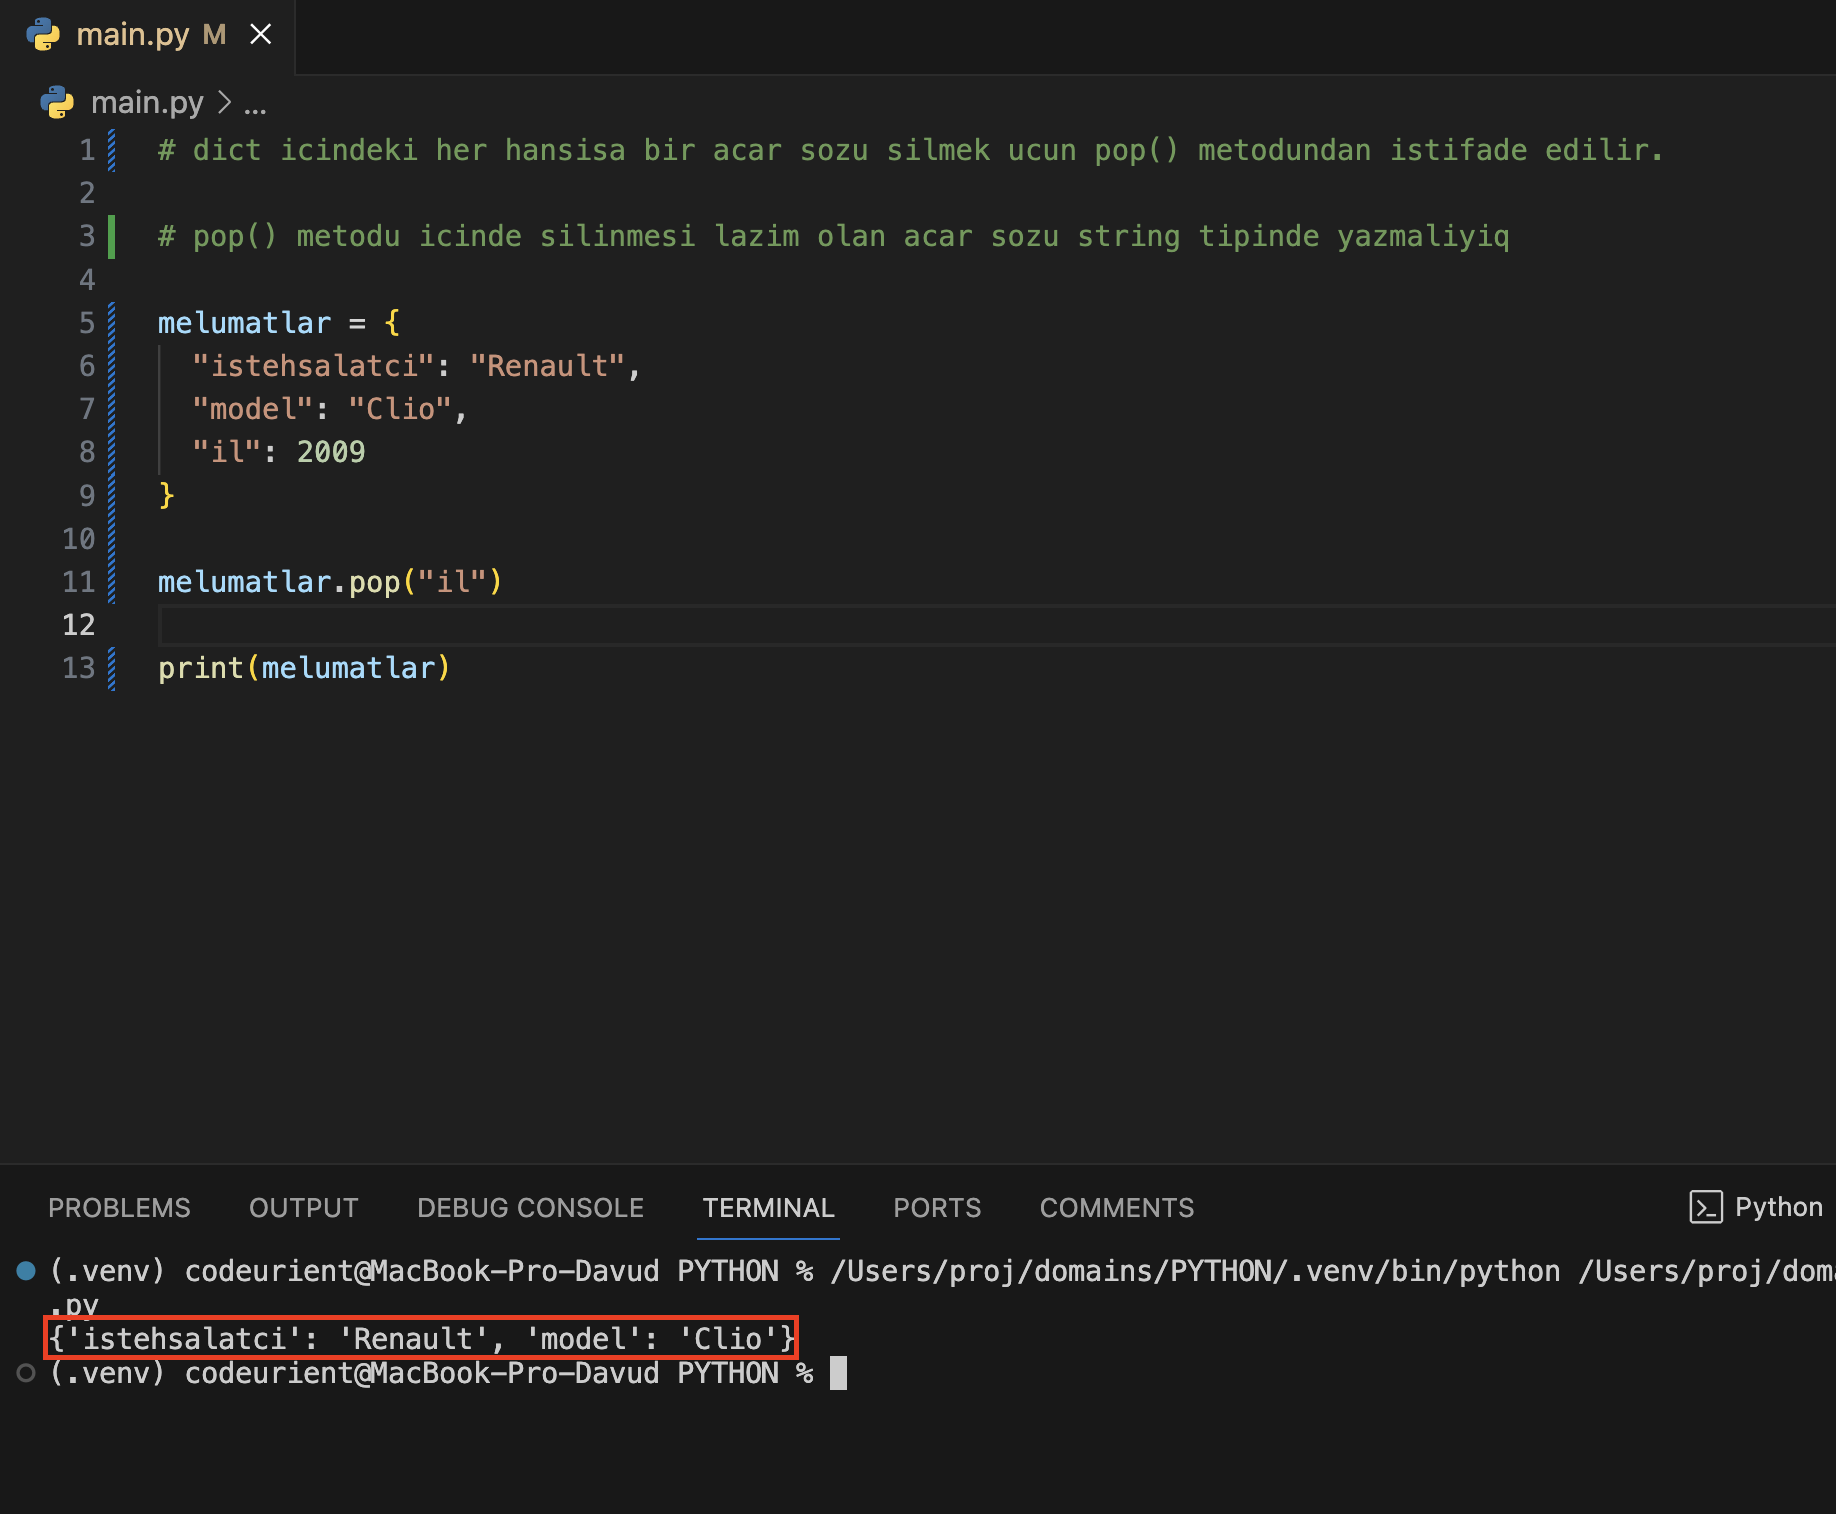 main.py M
main.py > ...
1 # dict icindeki her hansisa bir acar sozu silmek ucun pop() metodundan istifade edilir.
2
3 # pop() metodu icinde silinmesi lazim olan acar sozu string tipinde yazmaliyiq
4
5 melumatlar = {
6 "istehsalatci": "Renault",
7 "model": "Clio",
8 "il": 2009
9 }
10
11 melumatlar.pop("il")
12
13 print(melumatlar)
PROBLEMS OUTPUT DEBUG CONSOLE TERMINAL PORTS COMMENTS Python
(.venv) codeurient@MacBook-Pro-Davud PYTHON % /Users/proj/domains/PYTHON/.venv/bin/python /Users/proj/dom
.py
{'istehsalatci': 'Renault', 'model': 'Clio'}
(.venv) codeurient@MacBook-Pro-Davud PYTHON %